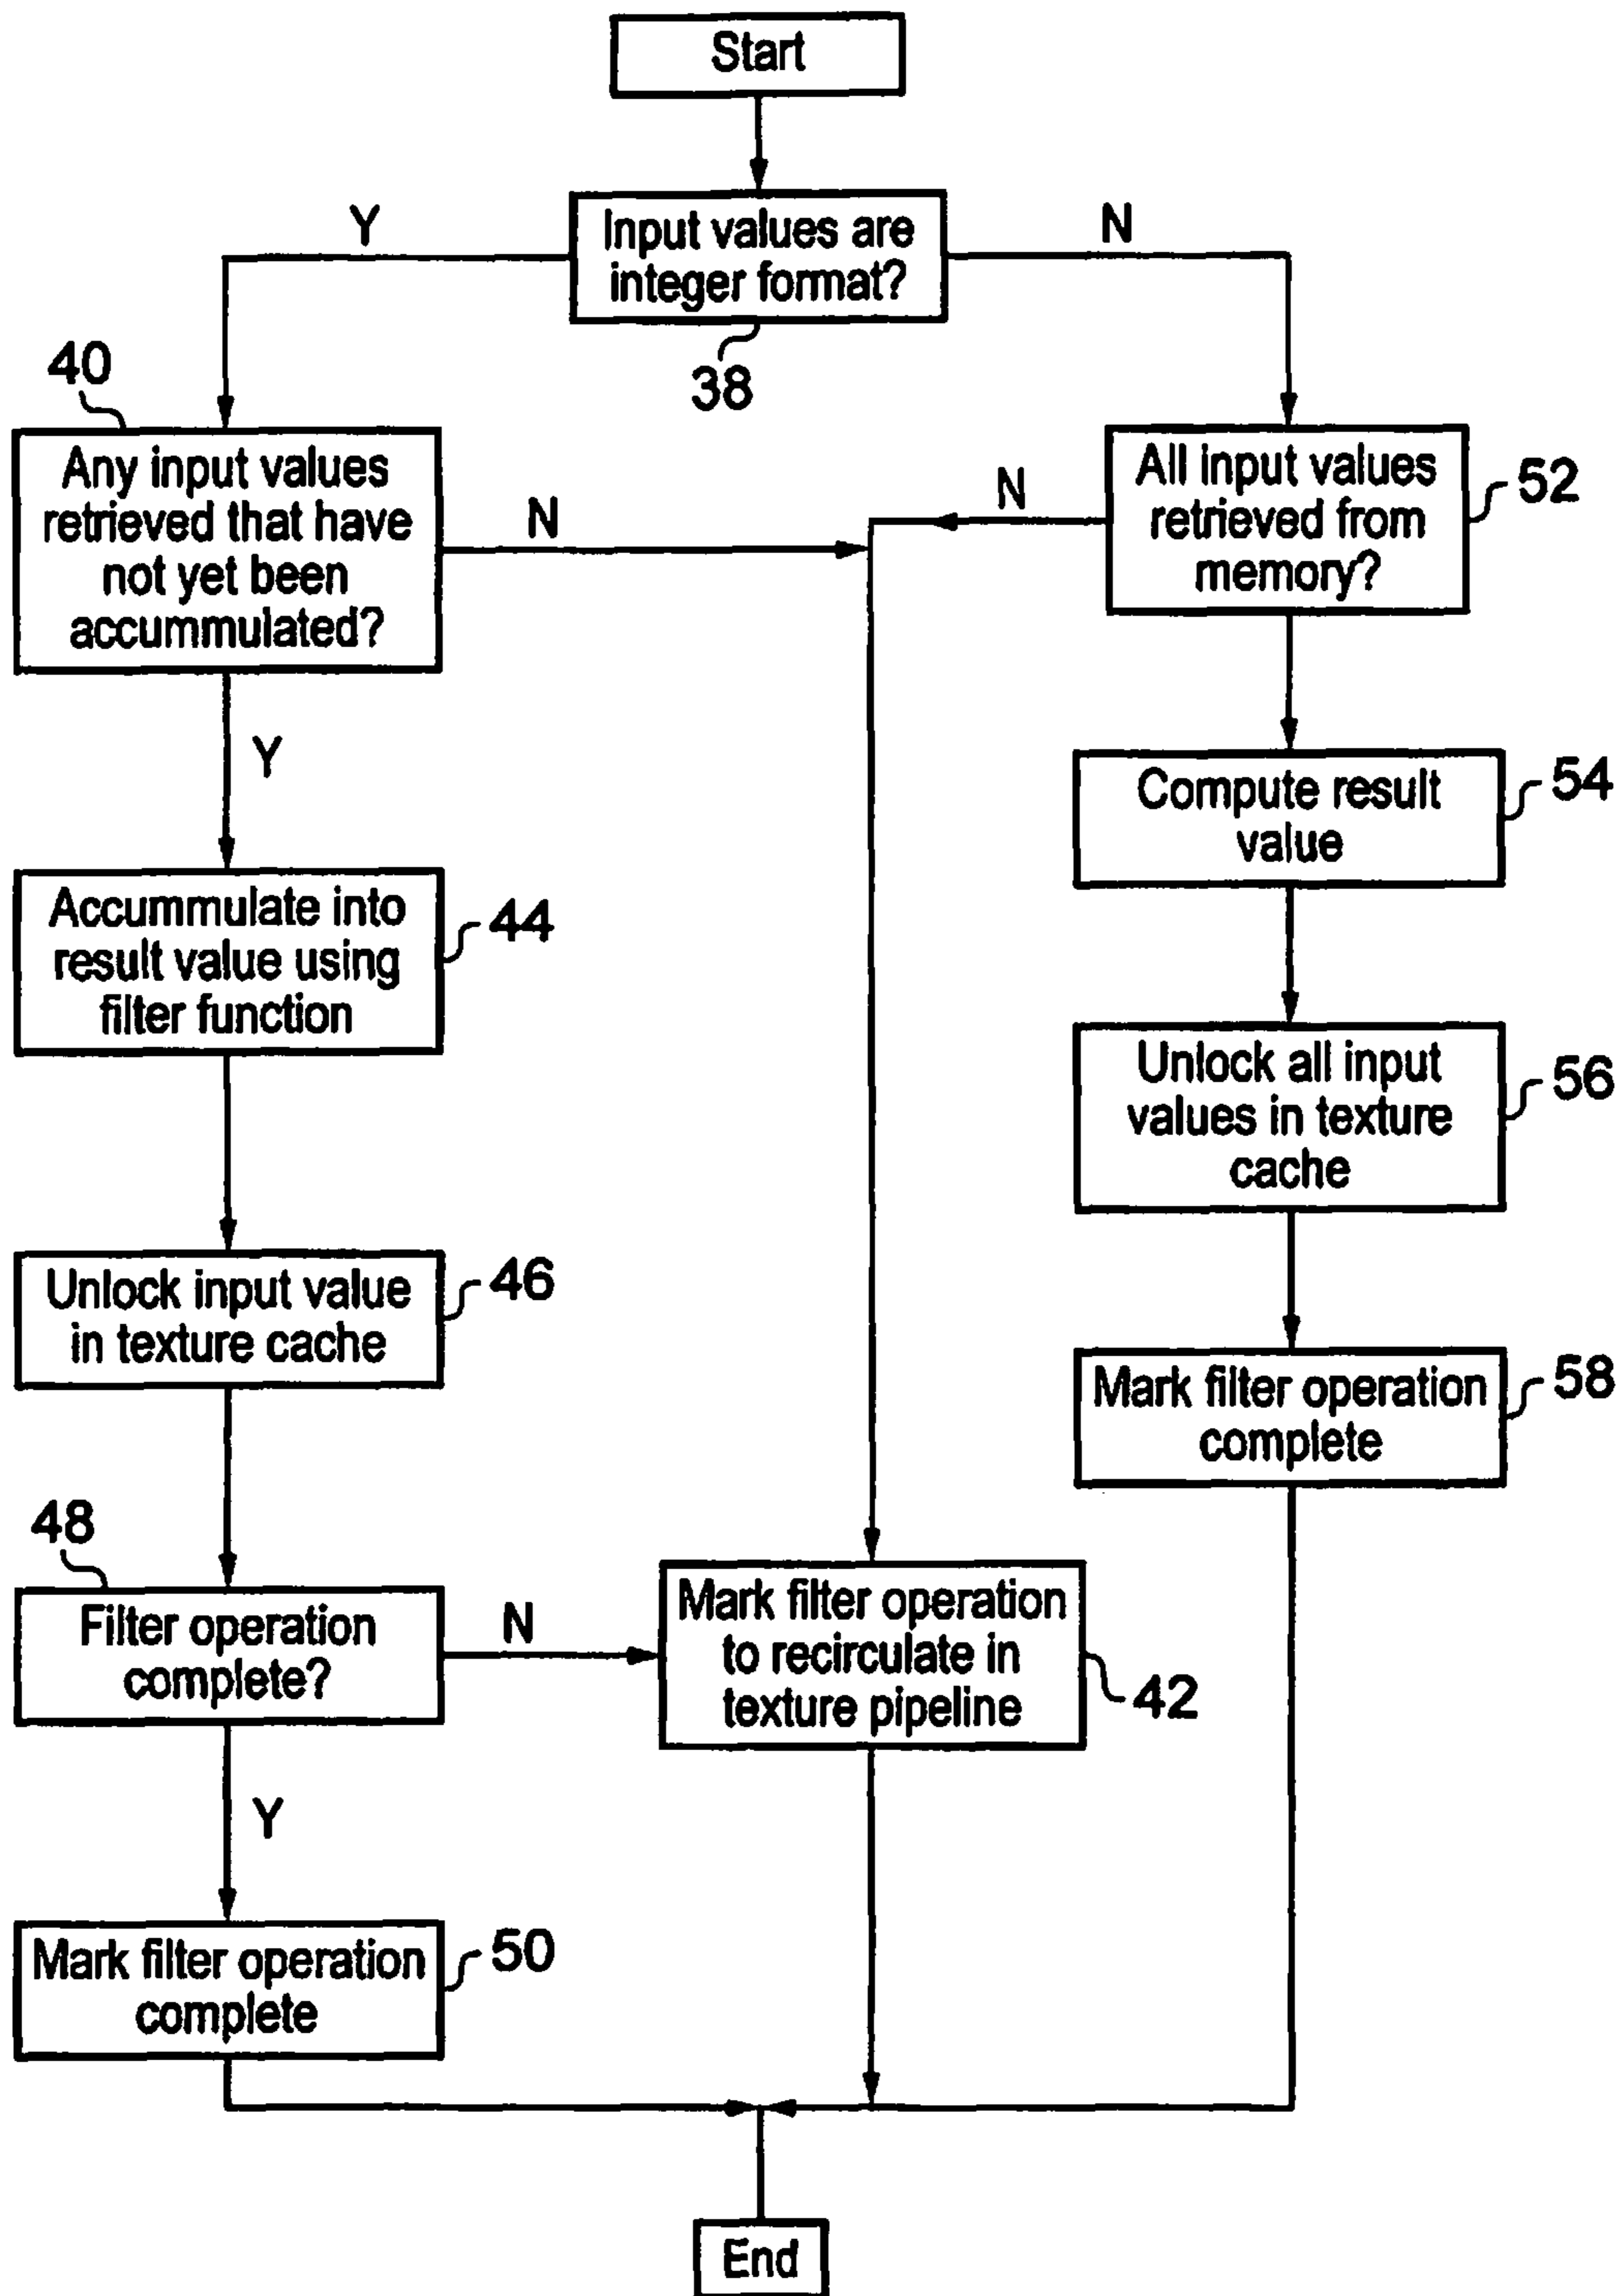 Start
Input values are
integer format?
38
Y
N
40
Any input values
retrieved that have
not yet been
accummulated?
N
Y
All input values
retrieved from
memory?
52
N
Compute result
value
54
Accummulate into
result value using
filter function
44
Unlock all input
values in texture
cache
56
Unlock input value
in texture cache
46
Mark filter operation
complete
58
48
Filter operation
complete?
N
Y
Mark filter operation
to recirculate in
texture pipeline
42
Mark filter operation
complete
50
End